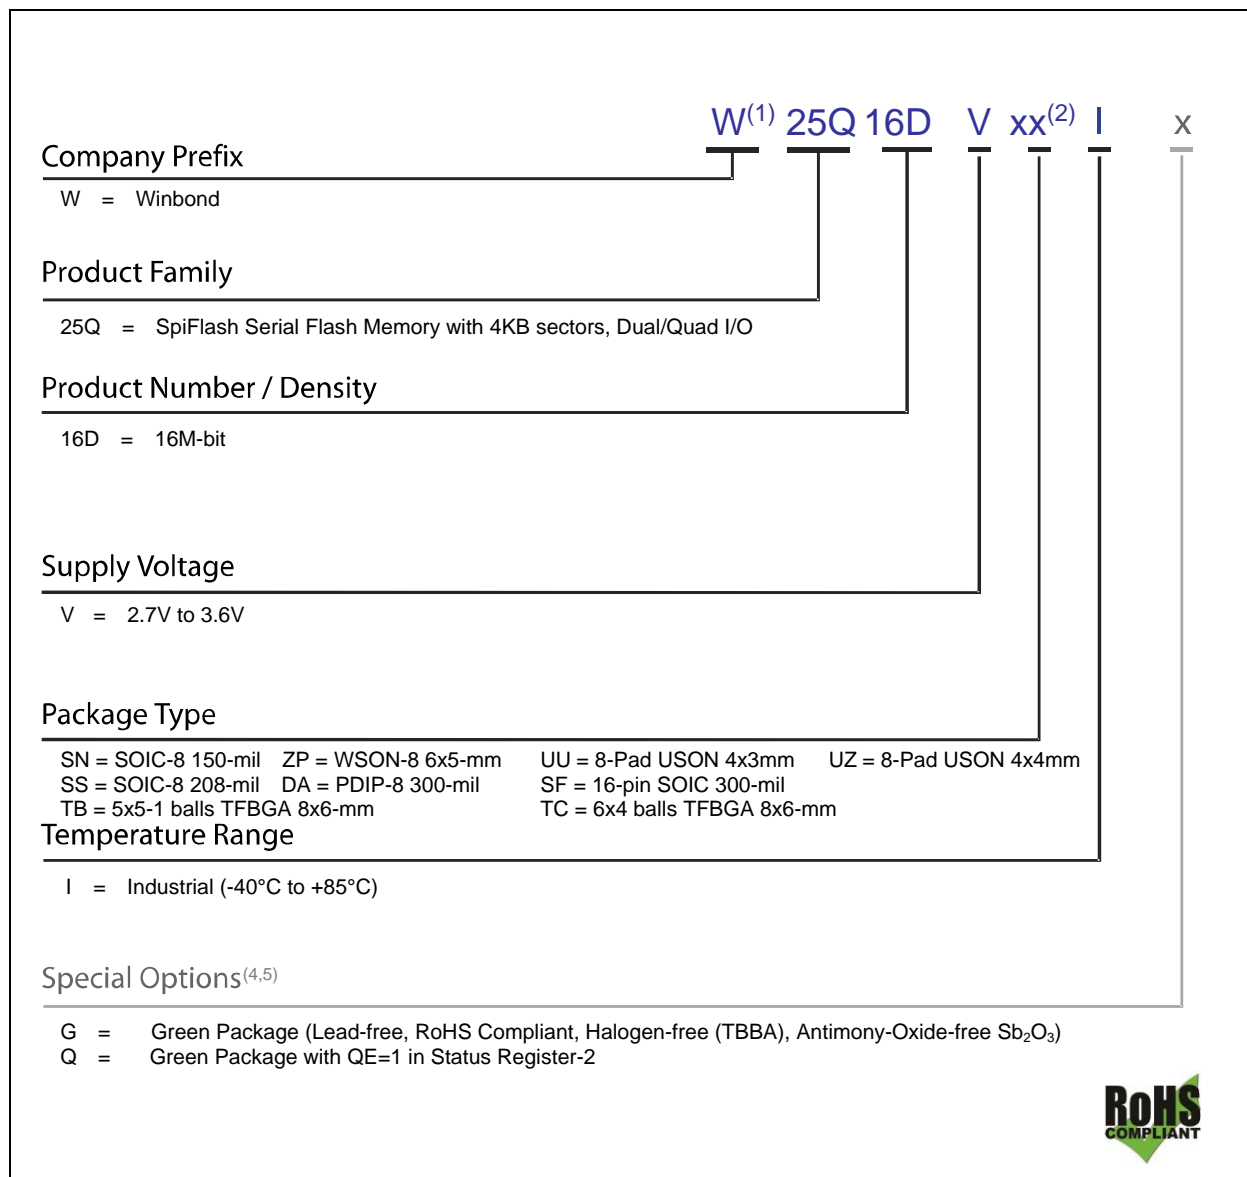 W(1) 25Q 16D V xx(2) I x
Company Prefix
W = Winbond
Product Family
25Q = SpiFlash Serial Flash Memory with 4KB sectors, Dual/Quad I/O
Product Number / Density
16D = 16M-bit
Supply Voltage
V = 2.7V to 3.6V
Package Type
SN = SOIC-8 150-mil ZP = WSON-8 6x5-mm UU = 8-Pad USON 4x3mm UZ = 8-Pad USON 4x4mm
SS = SOIC-8 208-mil DA = PDIP-8 300-mil SF = 16-pin SOIC 300-mil
TB = 5x5-1 balls TFBGA 8x6-mm TC = 6x4 balls TFBGA 8x6-mm
Temperature Range
I = Industrial (-40°C to +85°C)
Special Options(4,5)
G = Green Package (Lead-free, RoHS Compliant, Halogen-free (TBBA), Antimony-Oxide-free Sb₂O₃)
Q = Green Package with QE=1 in Status Register-2
RoHS
COMPLIANT